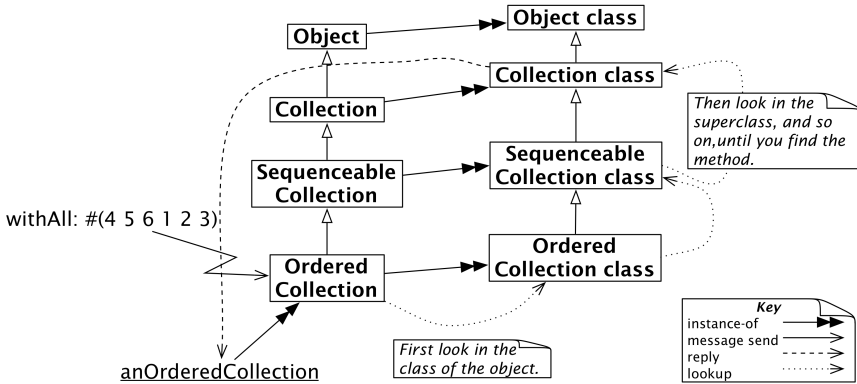 Object class
Object
Collection class
Collection
Then look in the
superclass, and so
on,until you find the
method.
Sequenceable
Collection class
Sequenceable
Collection
withAll: #(4 5 6 1 2 3)
Ordered
Collection class
Ordered
Collection
First look in the
class of the object.
anOrderedCollection
Key
instance-of
message send
reply
lookup